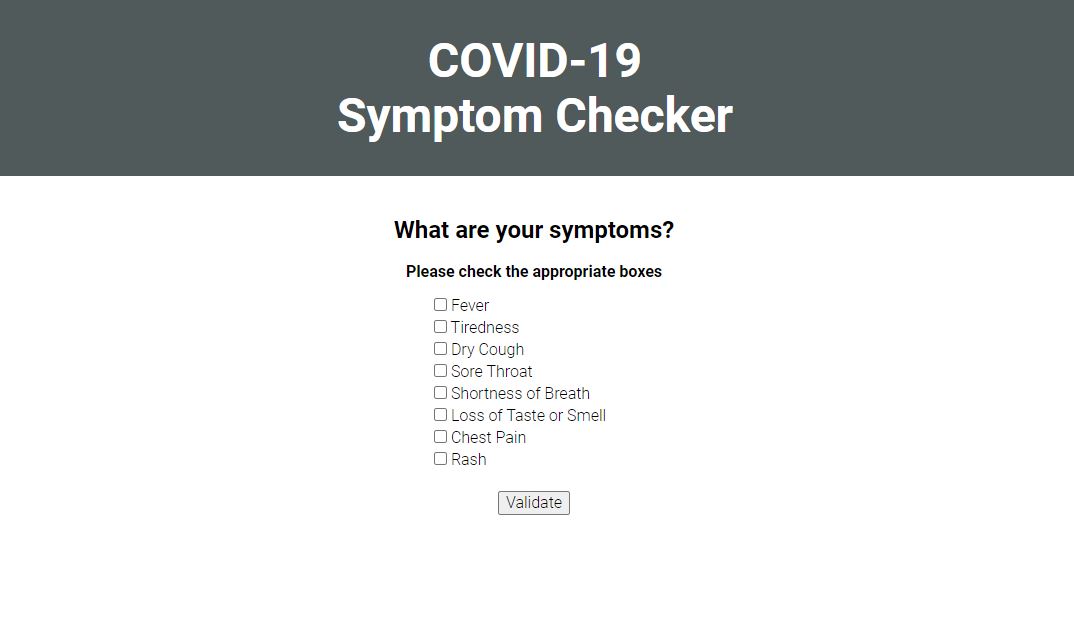 COVID-19
Symptom Checker
What are your symptoms?
Please check the appropriate boxes
Fever
Tiredness
Dry Cough
Sore Throat
Shortness of Breath
Loss of Taste or Smell
Chest Pain
Rash
Validate